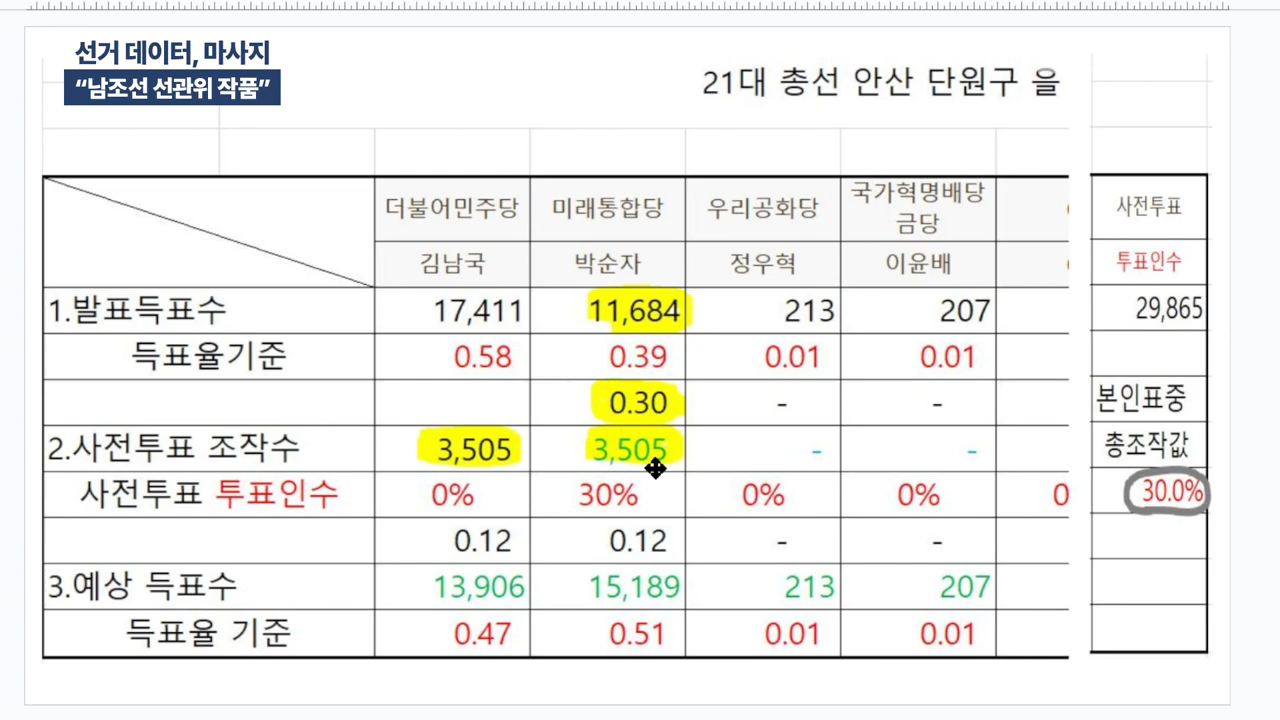 선거 데이터, 마사지
“남조선 선관위 작품”
21대 총선 안산 단원구 을
더불어민주당 미래통합당 우리공화당 국가혁명배당금당 사전투표
김남국 박순자 정우혁 이윤배 투표인수
1.발표득표수 17,411 11,684 213 207 29,865
득표율기준 0.58 0.39 0.01 0.01
0.30 - - 본인표중
2.사전투표 조작수 3,505 3,505 - - 총조작값
사전투표 투표인수 0% 30% 0% 0% 0 30.0%
0.12 0.12 - -
3.예상 득표수 13,906 15,189 213 207
득표율 기준 0.47 0.51 0.01 0.01